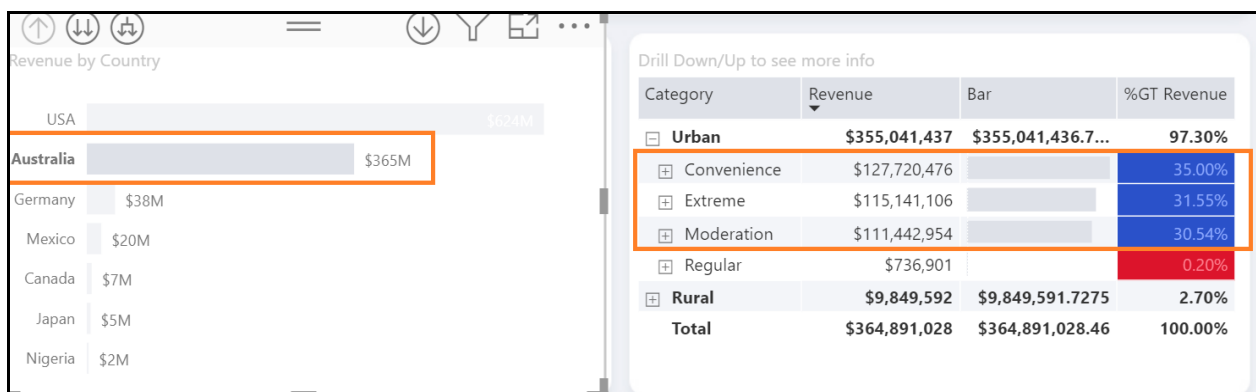 Revenue by Country
USA $624M
Australia $365M
Germany $38M
Mexico $20M
Canada $7M
Japan $5M
Nigeria $2M
Drill Down/Up to see more info
Category Revenue Bar %GT Revenue
Urban $355,041,437 $355,041,436.7... 97.30%
Convenience $127,720,476 35.00%
Extreme $115,141,106 31.55%
Moderation $111,442,954 30.54%
Regular $736,901 0.20%
Rural $9,849,592 $9,849,591.7275 2.70%
Total $364,891,028 $364,891,028.46 100.00%